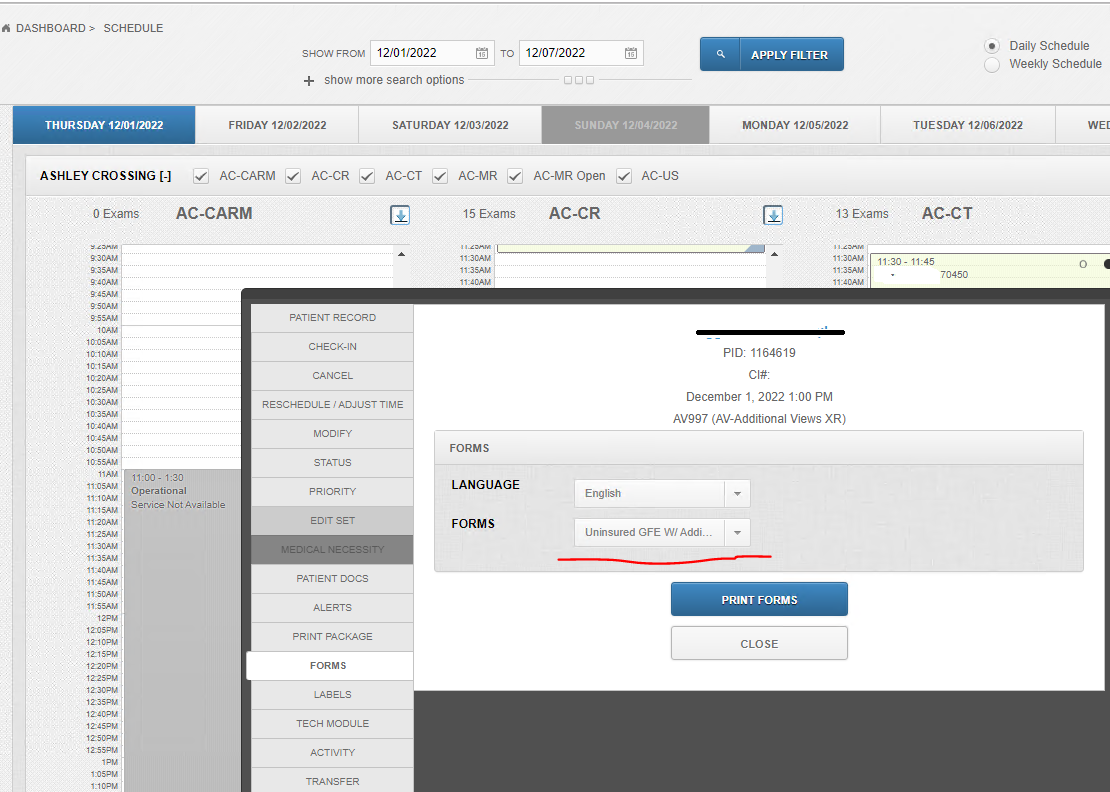 DASHBOARD > SCHEDULE
SHOW FROM 12/01/2022 TO 12/07/2022 APPLY FILTER
Daily Schedule
Weekly Schedule
+ show more search options
THURSDAY 12/01/2022 FRIDAY 12/02/2022 SATURDAY 12/03/2022 SUNDAY 12/04/2022 MONDAY 12/05/2022 TUESDAY 12/06/2022 WED
ASHLEY CROSSING [-] AC-CARM AC-CR AC-CT AC-MR AC-MR Open AC-US
0 Exams AC-CARM 15 Exams AC-CR 13 Exams AC-CT
9:25AM
9:30AM
9:35AM
9:40AM
9:45AM
9:50AM
9:55AM
10AM
10:05AM
10:10AM
10:15AM
10:20AM
10:25AM
10:30AM
10:35AM
10:40AM
10:45AM
10:50AM
10:55AM
11AM
11:05AM
11:10AM
11:15AM
11:20AM
11:25AM
11:30AM
11:35AM
11:40AM
11:45AM
11:50AM
11:55AM
12PM
12:05PM
12:10PM
12:15PM
12:20PM
12:25PM
12:30PM
12:35PM
12:40PM
12:45PM
12:50PM
12:55PM
1PM
1:05PM
1:10PM
11:00 - 1:30
Operational
Service Not Available
11:25AM
11:30AM
11:35AM
11:40AM
11:25AM
11:30AM
11:35AM
11:40AM
11:30 - 11:45
70450
PATIENT RECORD
CHECK-IN
CANCEL
RESCHEDULE / ADJUST TIME
MODIFY
STATUS
PRIORITY
EDIT SET
MEDICAL NECESSITY
PATIENT DOCS
ALERTS
PRINT PACKAGE
FORMS
LABELS
TECH MODULE
ACTIVITY
TRANSFER
PID: 1164619
CI#:
December 1, 2022 1:00 PM
AV997 (AV-Additional Views XR)
FORMS
LANGUAGE English
FORMS Uninsured GFE W/ Addi...
PRINT FORMS
CLOSE